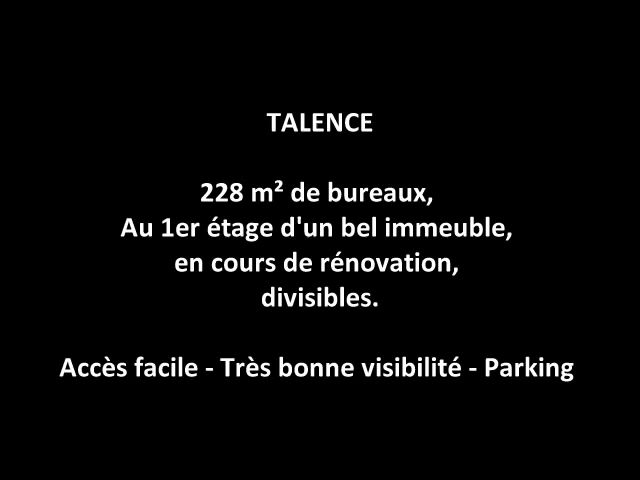 TALENCE
228 m² de bureaux,
Au 1er étage d'un bel immeuble,
en cours de rénovation,
divisibles.
Accès facile - Très bonne visibilité - Parking